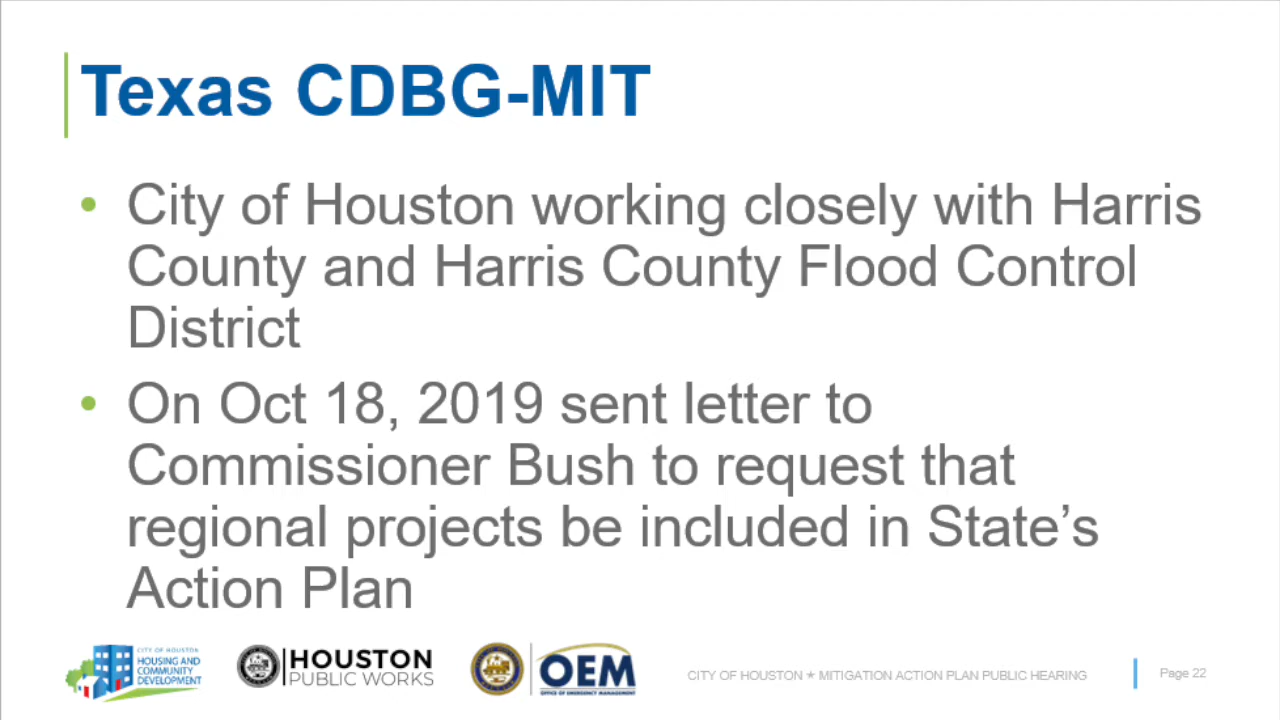 Texas CDBG-MIT
• City of Houston working closely with Harris
County and Harris County Flood Control
District
• On Oct 18, 2019 sent letter to
Commissioner Bush to request that
regional projects be included in State’s
Action Plan
CITY OF HOUSTON
HOUSING AND
COMMUNITY
DEVELOPMENT
HOUSTON
PUBLIC WORKS
OEM
OFFICE OF EMERGENCY MANAGEMENT
CITY OF HOUSTON ★ MITIGATION ACTION PLAN PUBLIC HEARING
Page 22